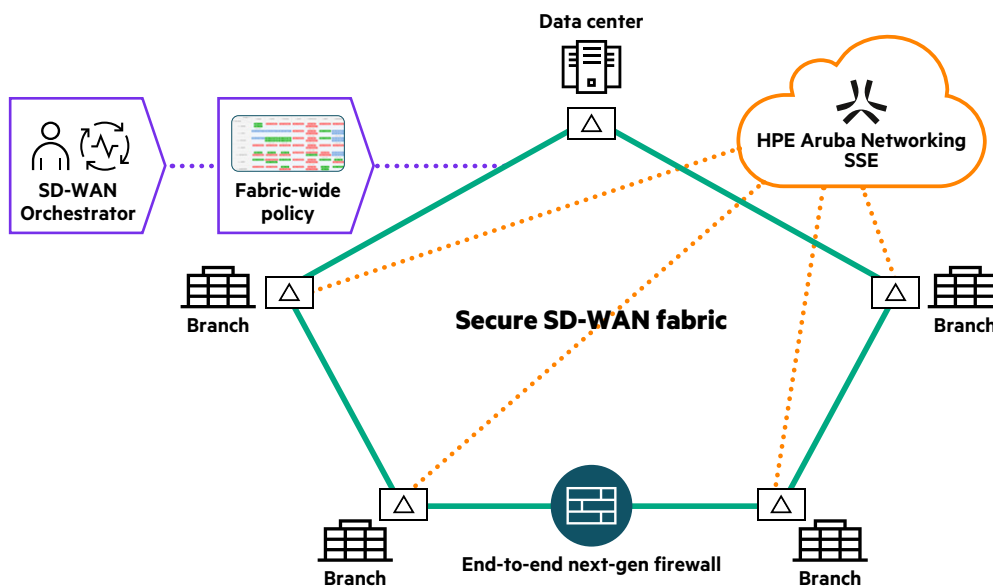 Data center
HPE Aruba Networking
SSE
SD-WAN
Orchestrator
Fabric-wide
policy
Branch
Secure SD-WAN fabric
Branch
Branch
End-to-end next-gen firewall
Branch